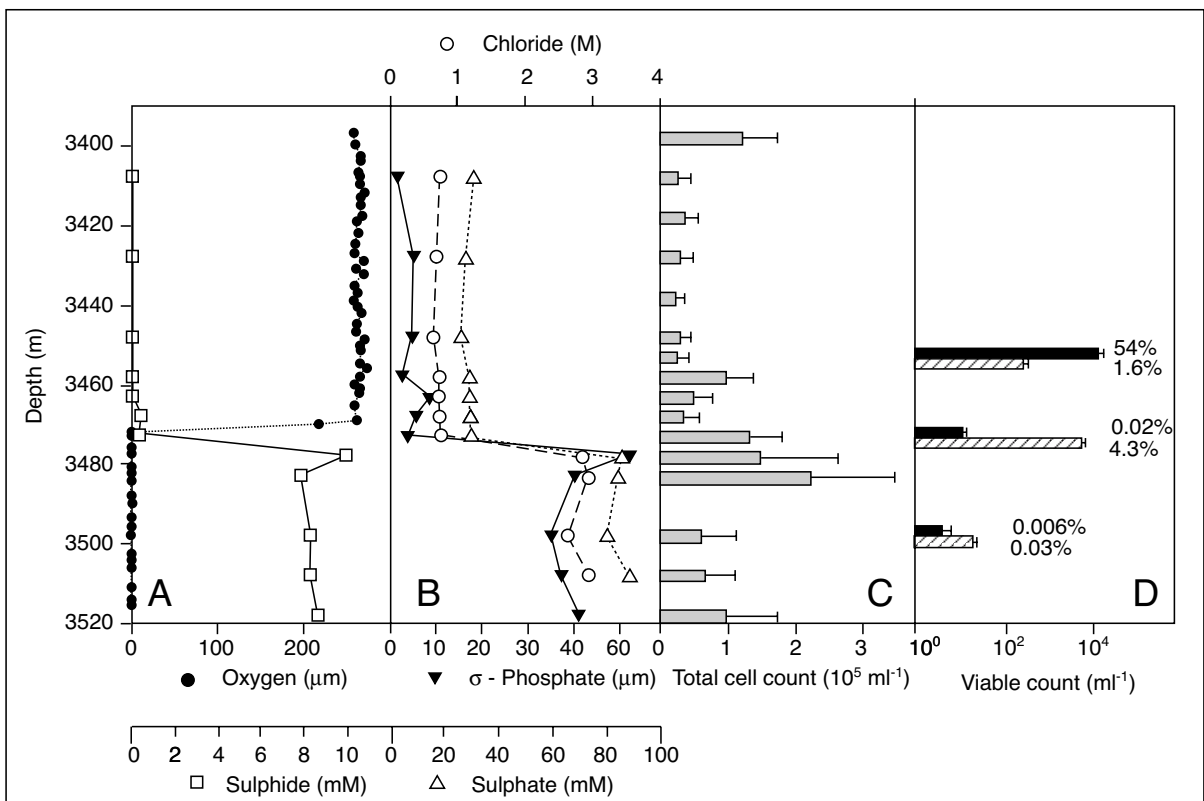 ○ Chloride (M)
0 1 2 3 4
Depth (m)
3400
3420
3440
3460
3480
3500
3520
54%
1.6%
0.02%
4.3%
0.006%
0.03%
A B C D
0 100 200
0 10 20 30 40 50 60
0 1 2 3
10⁰ 10² 10⁴
● Oxygen (µm)
▼ σ - Phosphate (µm)
Total cell count (10⁵ ml⁻¹)
Viable count (ml⁻¹)
0 2 4 6 8 10
0 20 40 60 80 100
□ Sulphide (mM)
△ Sulphate (mM)